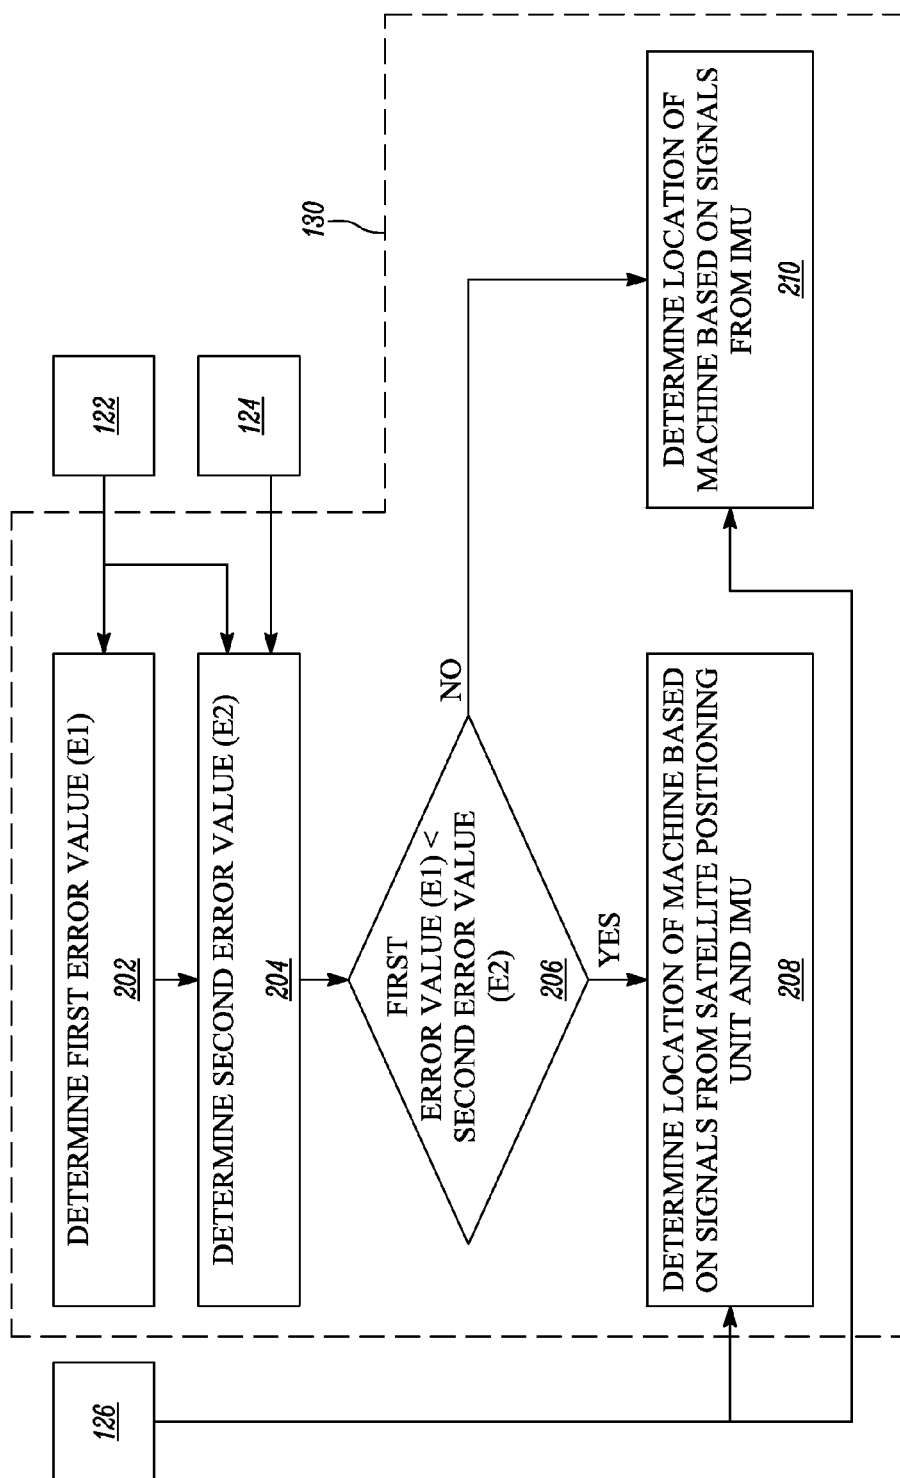 126
DETERMINE FIRST ERROR VALUE (E1)
202
122
DETERMINE SECOND ERROR VALUE (E2)
204
124
130
FIRST
ERROR VALUE (E1) <
SECOND ERROR VALUE
(E2)
206
NO
YES
DETERMINE LOCATION OF MACHINE BASED
ON SIGNALS FROM SATELLITE POSITIONING
UNIT AND IMU
208
DETERMINE LOCATION OF
MACHINE BASED ON SIGNALS
FROM IMU
210